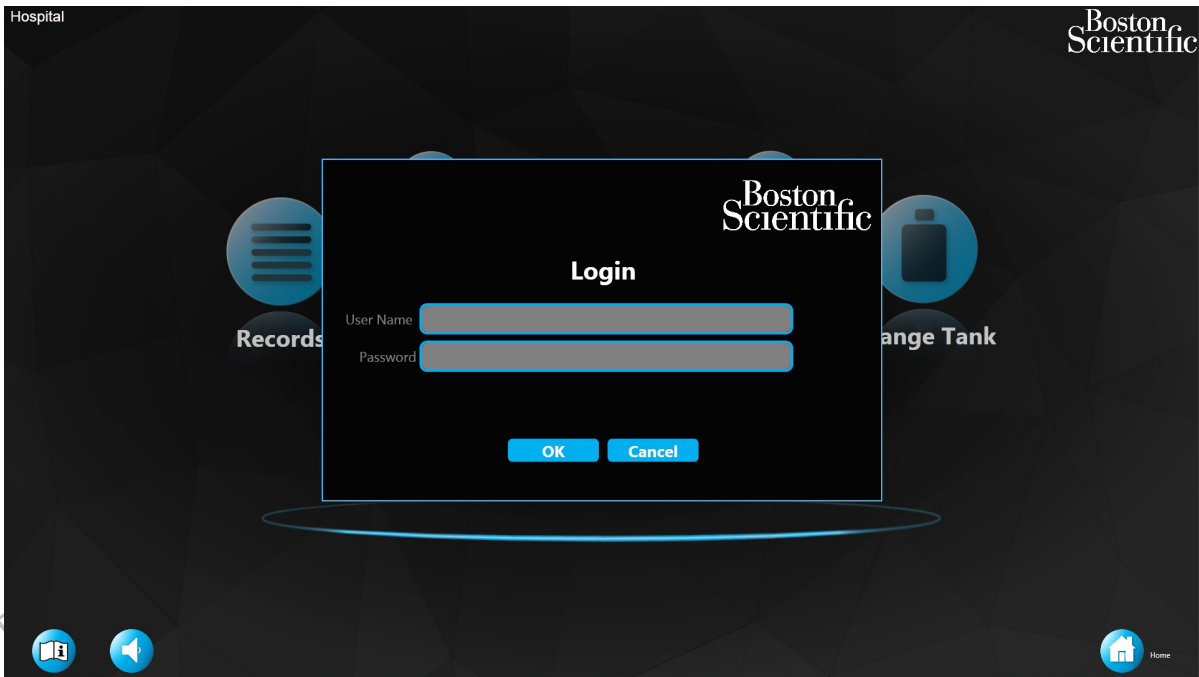 Hospital
Boston
Scientific
Boston
Scientific
Login
User Name
Password
Records
ange Tank
OK
Cancel
Home